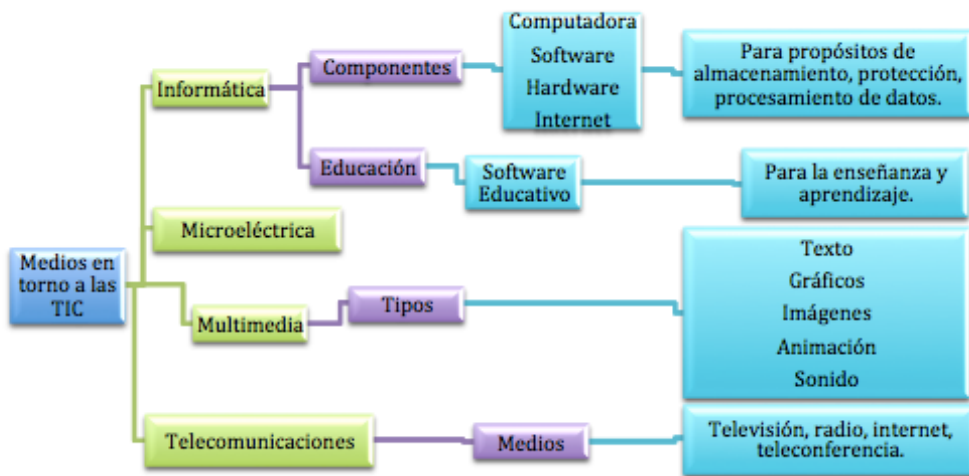 Medios en
torno a las
TIC
Informática
Componentes
Computadora
Software
Hardware
Internet
Para propósitos de
almacenamiento, protección,
procesamiento de datos.
Educación
Software
Educativo
Para la enseñanza y
aprendizaje.
Microeléctrica
Multimedia
Tipos
Texto
Gráficos
Imágenes
Animación
Sonido
Telecomunicaciones
Medios
Televisión, radio, internet,
teleconferencia.